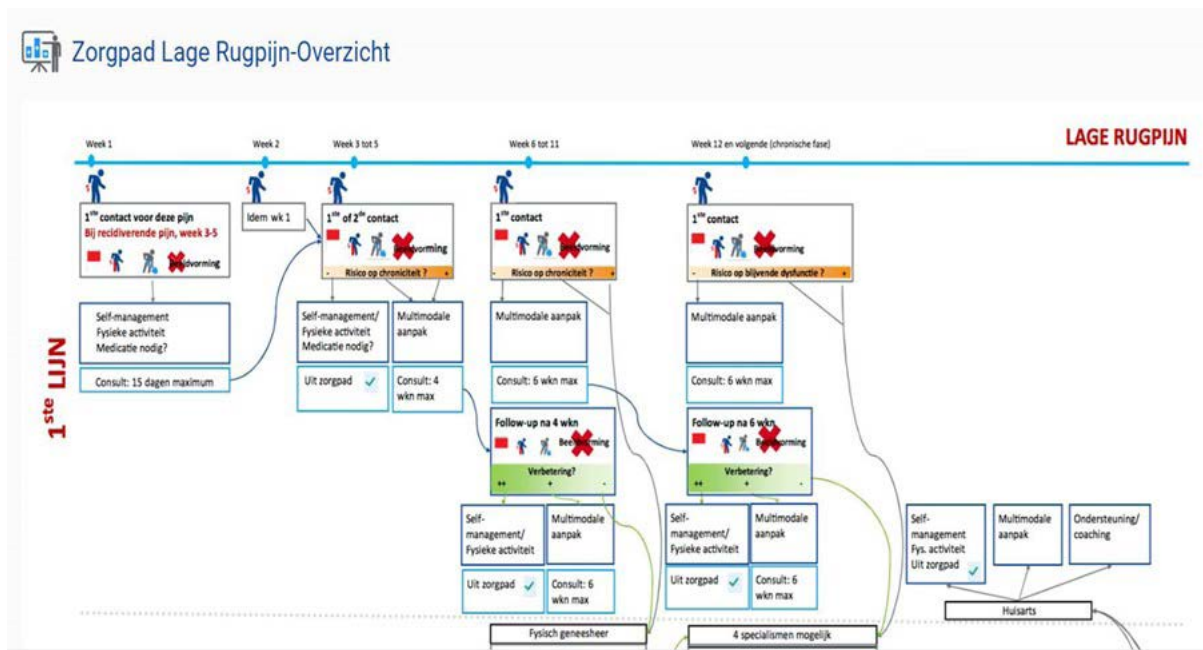 Zorgpad Lage Rugpijn-Overzicht
LAGE RUGPIJN
Week 1
Week 2
Week 3 tot 5
Week 6 tot 11
Week 12 en volgende (chronische fase)
1ste LIJN
1ste contact voor deze pijn
Bij recidiverende pijn, week 3-5
Beeldvorming
Self-management
Fysieke activiteit
Medicatie nodig?
Consult: 15 dagen maximum
Idem wk 1
1ste of 2de contact
Beeldvorming
- Risico op chroniciteit ? +
Self-management/
Fysieke activiteit
Medicatie nodig?
Uit zorgpad
Multimodale
aanpak
Consult: 4
wkn max
1ste contact
Beeldvorming
- Risico op chroniciteit ? +
Multimodale aanpak
Consult: 6 wkn max
Follow-up na 4 wkn
Beeldvorming
Verbetering?
++ + -
Self-
management/
Fysieke activiteit
Uit zorgpad
Multimodale
aanpak
Consult: 6
wkn max
1ste contact
Beeldvorming
- Risico op blijvende dysfunctie ? +
Multimodale aanpak
Consult: 6 wkn max
Follow-up na 6 wkn
Beeldvorming
Verbetering?
++ + -
Self-
management/
Fysieke activiteit
Uit zorgpad
Multimodale
aanpak
Consult: 6
wkn max
Self-
management
Fys. activiteit
Uit zorgpad
Multimodale
aanpak
Ondersteuning/
coaching
Huisarts
Fysisch geneesheer
4 specialismen mogelijk